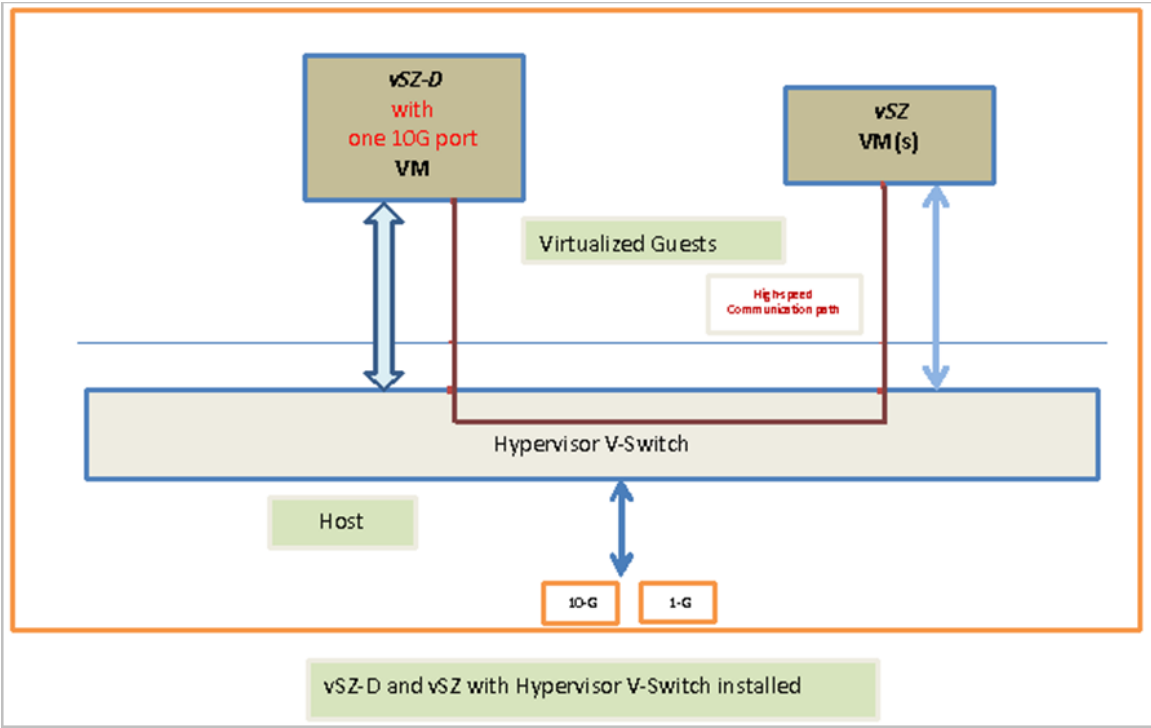 vSZ-D
with
one 10G port
VM
vSZ
VM(s)
Virtualized Guests
High-speed
Communication path
Hypervisor V-Switch
Host
10-G
1-G
vSZ-D and vSZ with Hypervisor V-Switch installed